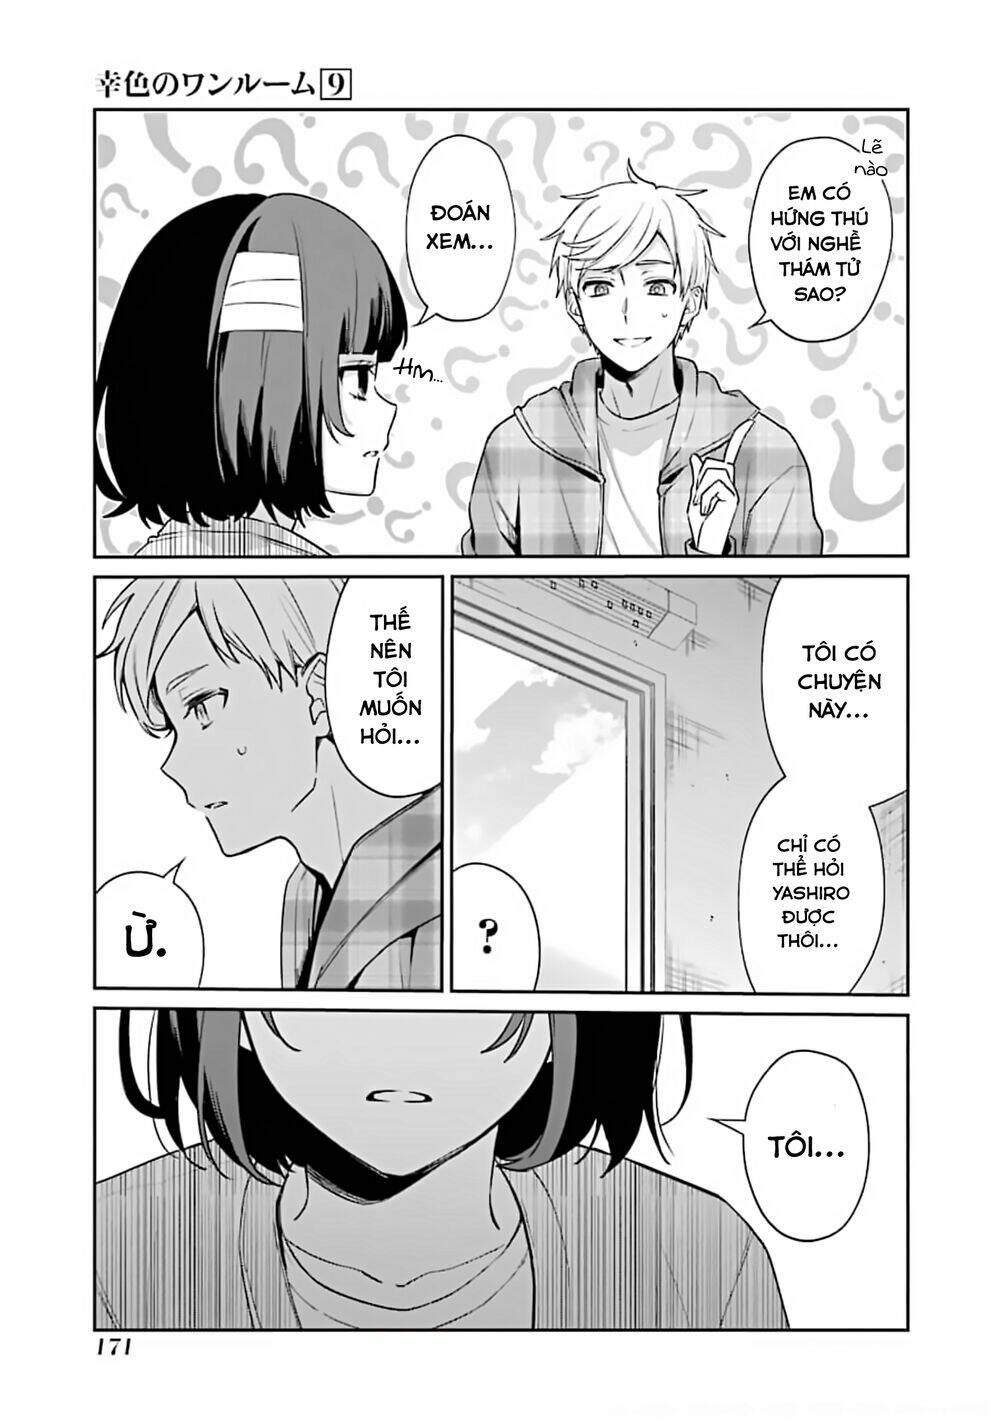 幸色のワンルーム 9
Lẽ
nào
EM CÓ
HỨNG THÚ
VỚI NGHỀ
THÁM TỬ
SAO?
ĐOÁN
XEM...
HM...
TÔI CÓ
CHUYỆN
NÀY...
CHỈ CÓ
THỂ HỎI
YASHIRO
ĐƯỢC
THÔI...
?
THẾ
NÊN
TÔI
MUỐN
HỎI...
Ừ.
TÔI...
171